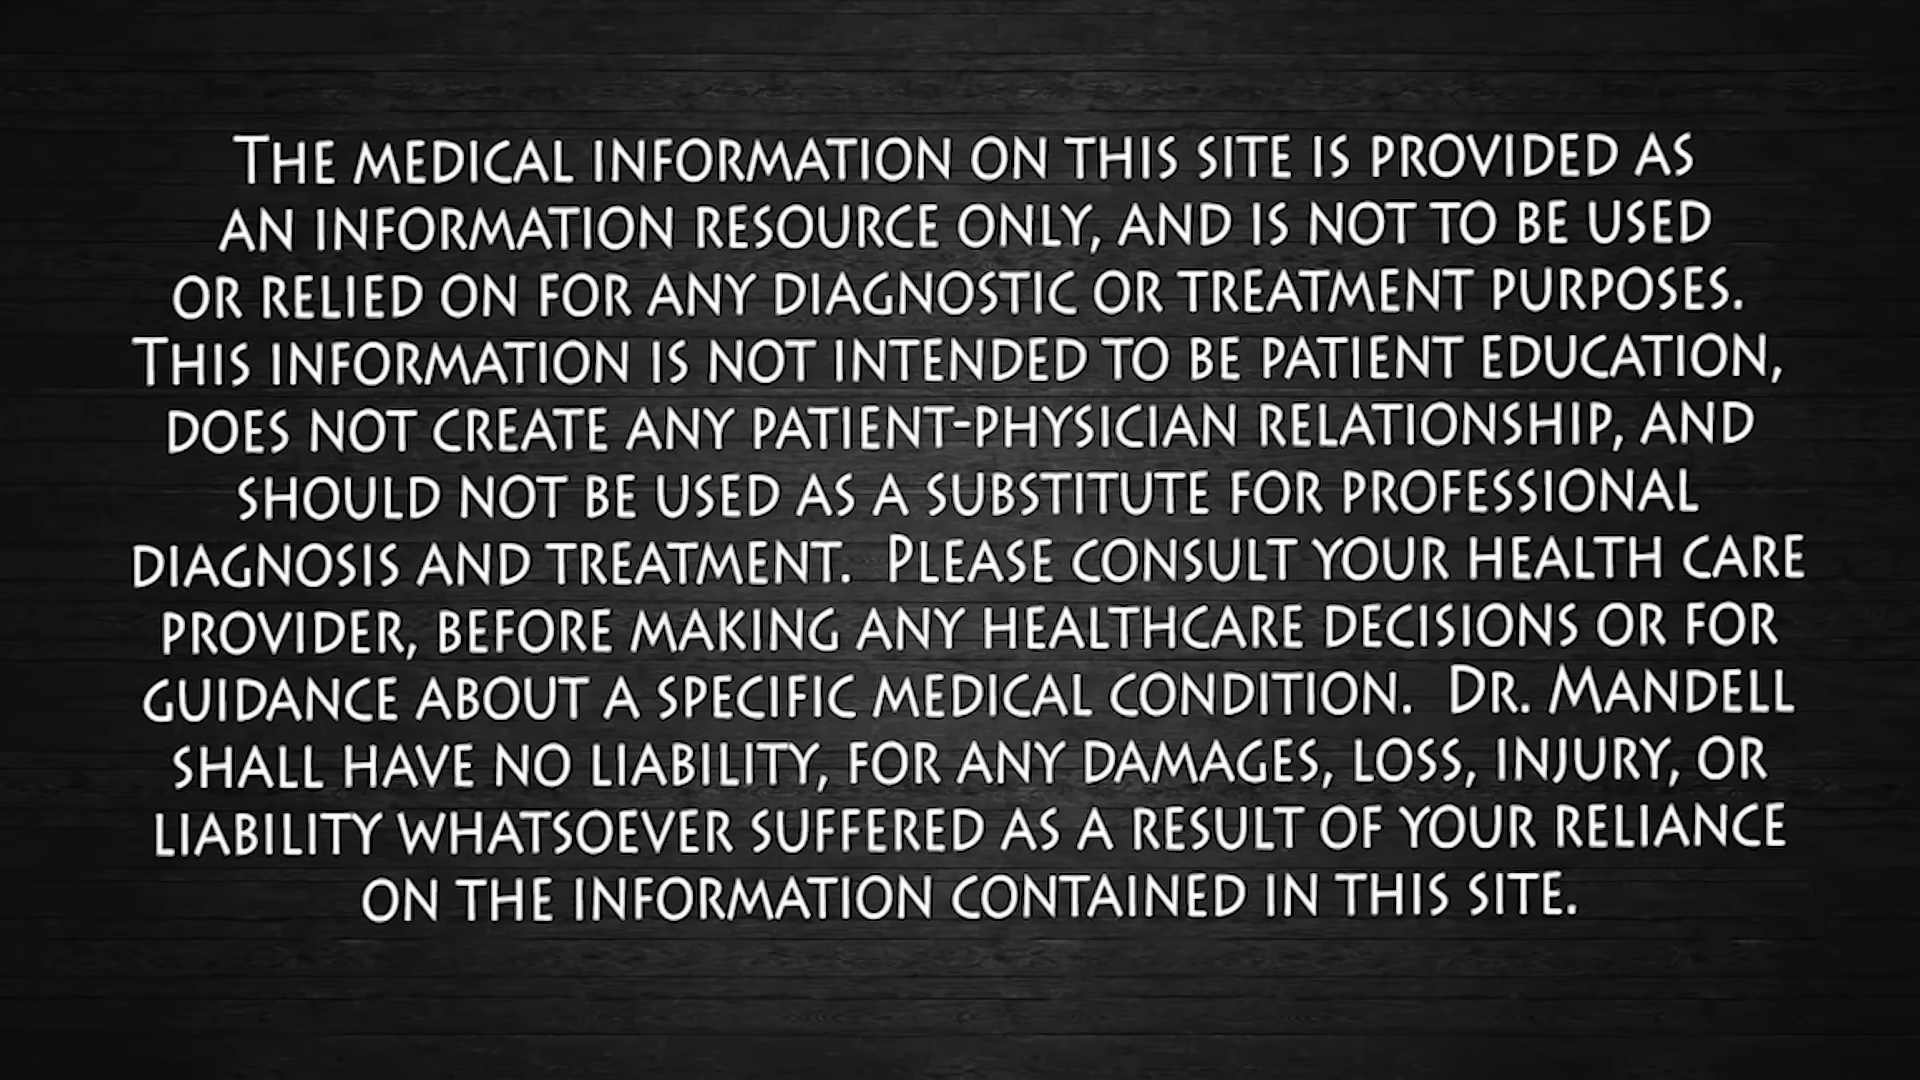 The medical information on this site is provided as
an information resource only, and is not to be used
or relied on for any diagnostic or treatment purposes.
This information is not intended to be patient education,
does not create any patient-physician relationship, and
should not be used as a substitute for professional
diagnosis and treatment.  Please consult your health care
provider, before making any healthcare decisions or for
guidance about a specific medical condition.  Dr. Mandell
shall have no liability, for any damages, loss, injury, or
liability whatsoever suffered as a result of your reliance
on the information contained in this site.